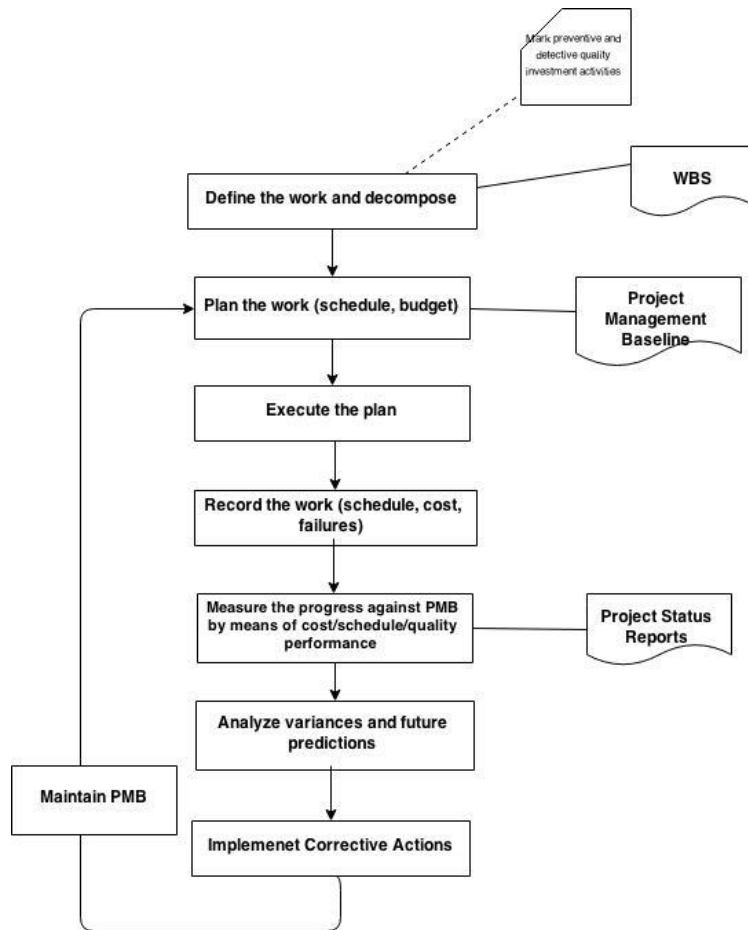 Mark preventive and
detective quality
investment activities
WBS
Define the work and decompose
Plan the work (schedule, budget)
Project
Management
Baseline
Execute the plan
Record the work (schedule, cost,
failures)
Measure the progress against PMB
by means of cost/schedule/quality
performance
Project Status
Reports
Analyze variances and future
predictions
Maintain PMB
Implemenet Corrective Actions